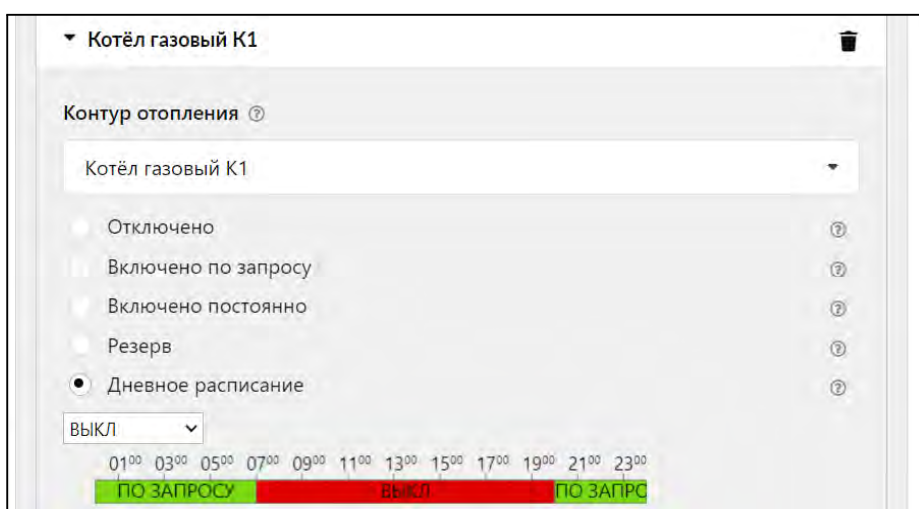 Котёл газовый К1
Контур отопления
Котёл газовый К1
Отключено
Включено по запросу
Включено постоянно
Резерв
Дневное расписание
ВЫКЛ
01⁰⁰ 03⁰⁰ 05⁰⁰ 07⁰⁰ 09⁰⁰ 11⁰⁰ 13⁰⁰ 15⁰⁰ 17⁰⁰ 19⁰⁰ 21⁰⁰ 23⁰⁰
ПО ЗАПРОСУ ВЫКЛ ПО ЗАПРО